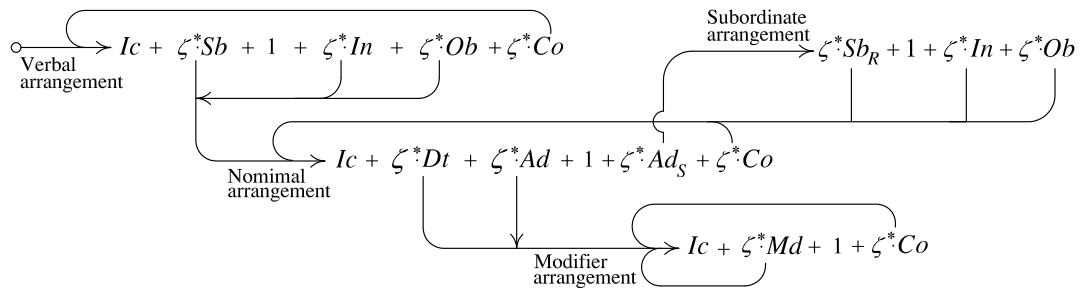 Subordinate
arrangement
Ic + ζ*Sb + 1 + ζ*In + ζ*Ob + ζ*Co
ζ*Sb_R + 1 + ζ*In + ζ*Ob
Verbal
arrangement
Ic + ζ*Dt + ζ*Ad + 1 + ζ*Ad_S + ζ*Co
Nomimal
arrangement
Ic + ζ*Md + 1 + ζ*Co
Modifier
arrangement